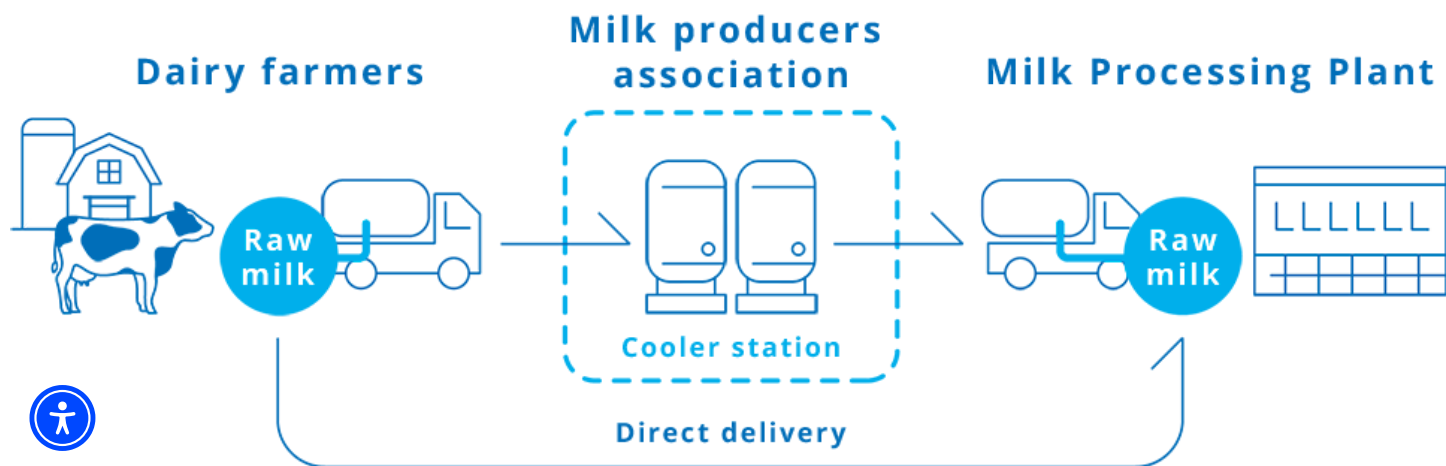 Dairy farmers
Milk producers
association
Milk Processing Plant
Raw
milk
Raw
milk
Cooler station
Direct delivery